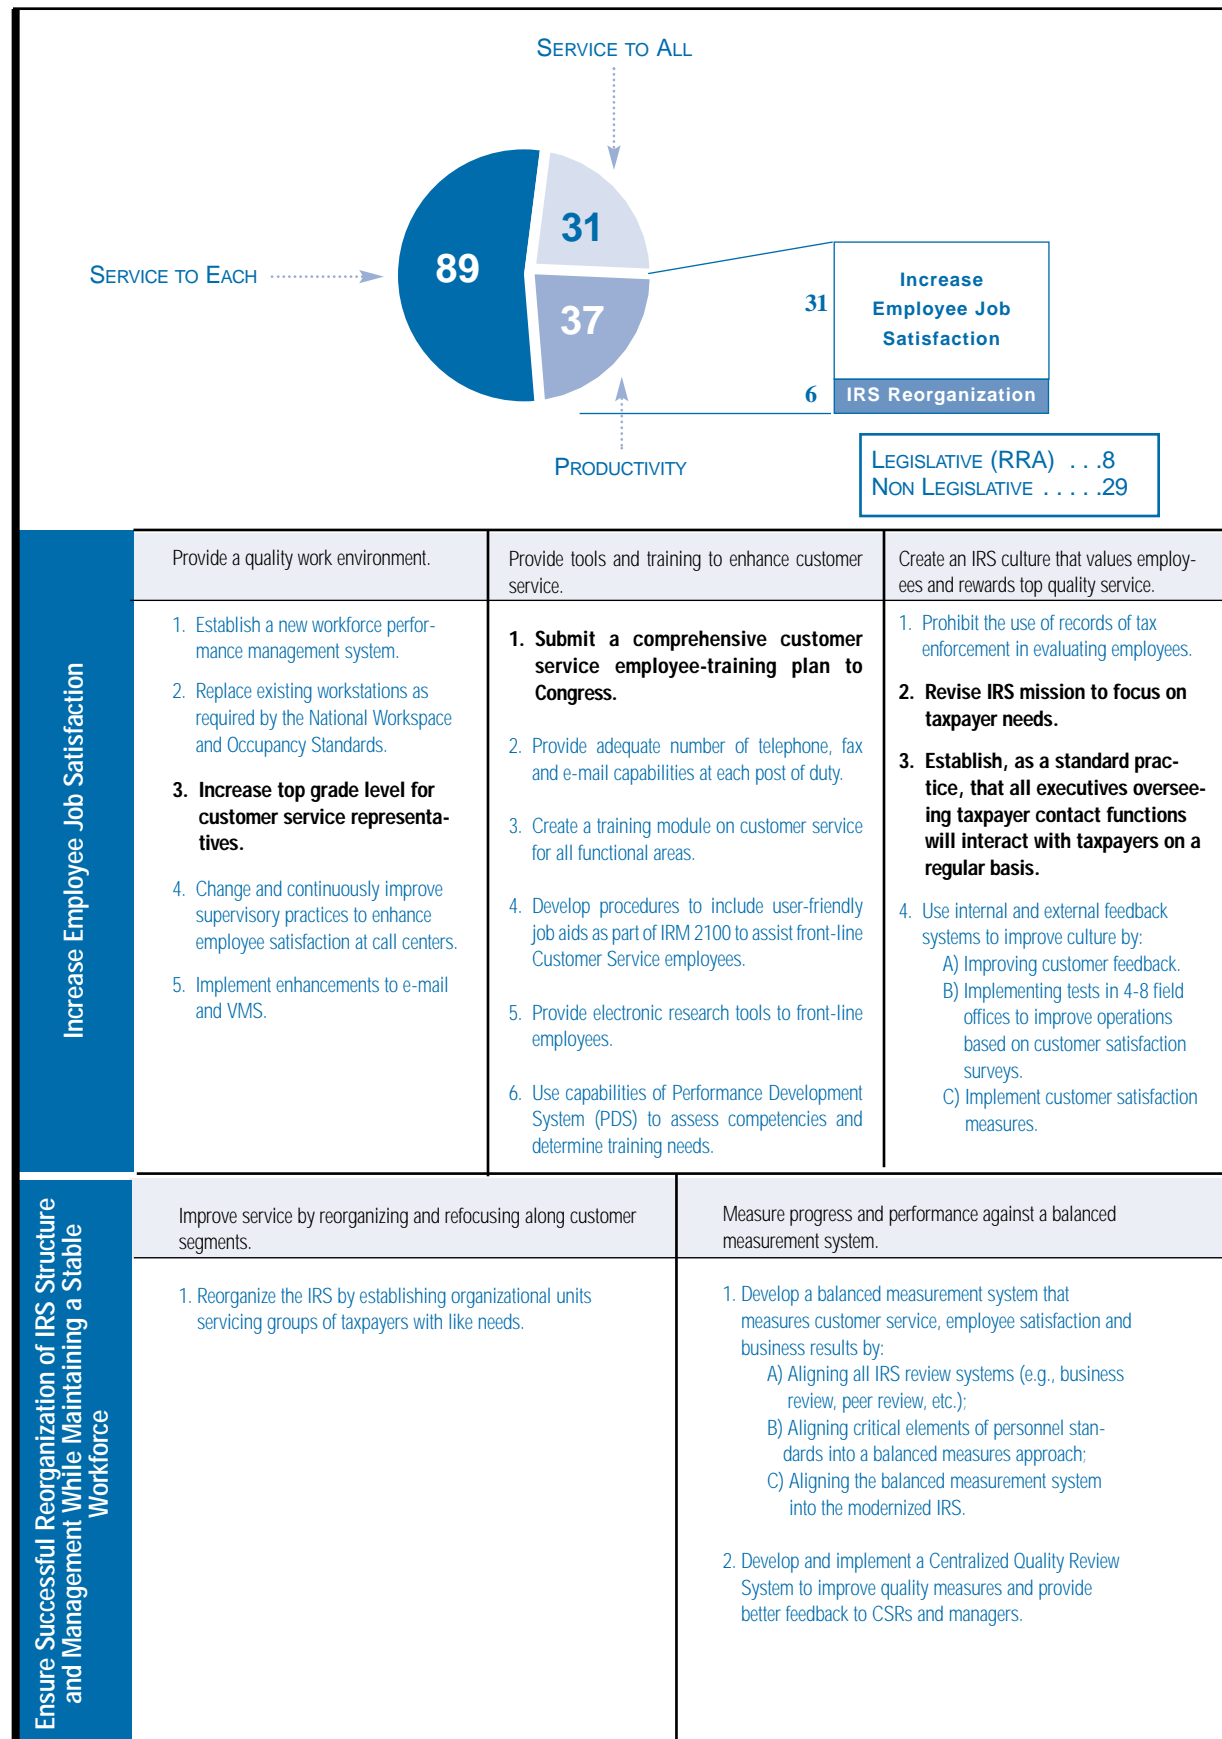 SERVICE TO ALL
31
89
SERVICE TO EACH
37
PRODUCTIVITY
31
Increase
Employee Job
Satisfaction
6
IRS Reorganization
LEGISLATIVE (RRA) . . .8
NON LEGISLATIVE . . . . .29
Increase Employee Job Satisfaction
Provide a quality work environment.
1. Establish a new workforce perfor-
mance management system.
2. Replace existing workstations as
required by the National Workspace
and Occupancy Standards.
3. Increase top grade level for
customer service representa-
tives.
4. Change and continuously improve
supervisory practices to enhance
employee satisfaction at call centers.
5. Implement enhancements to e-mail
and VMS.
Provide tools and training to enhance customer
service.
1. Submit a comprehensive customer
service employee-training plan to
Congress.
2. Provide adequate number of telephone, fax
and e-mail capabilities at each post of duty.
3. Create a training module on customer service
for all functional areas.
4. Develop procedures to include user-friendly
job aids as part of IRM 2100 to assist front-line
Customer Service employees.
5. Provide electronic research tools to front-line
employees.
6. Use capabilities of Performance Development
System (PDS) to assess competencies and
determine training needs.
Create an IRS culture that values employ-
ees and rewards top quality service.
1. Prohibit the use of records of tax
enforcement in evaluating employees.
2. Revise IRS mission to focus on
taxpayer needs.
3. Establish, as a standard prac-
tice, that all executives oversee-
ing taxpayer contact functions
will interact with taxpayers on a
regular basis.
4. Use internal and external feedback
systems to improve culture by:
A) Improving customer feedback.
B) Implementing tests in 4-8 field
offices to improve operations
based on customer satisfaction
surveys.
C) Implement customer satisfaction
measures.
Ensure Successful Reorganization of IRS Structure
and Management While Maintaining a Stable
Workforce
Improve service by reorganizing and refocusing along customer
segments.
1. Reorganize the IRS by establishing organizational units
servicing groups of taxpayers with like needs.
Measure progress and performance against a balanced
measurement system.
1. Develop a balanced measurement system that
measures customer service, employee satisfaction and
business results by:
A) Aligning all IRS review systems (e.g., business
review, peer review, etc.);
B) Aligning critical elements of personnel stan-
dards into a balanced measures approach;
C) Aligning the balanced measurement system
into the modernized IRS.
2. Develop and implement a Centralized Quality Review
System to improve quality measures and provide
better feedback to CSRs and managers.